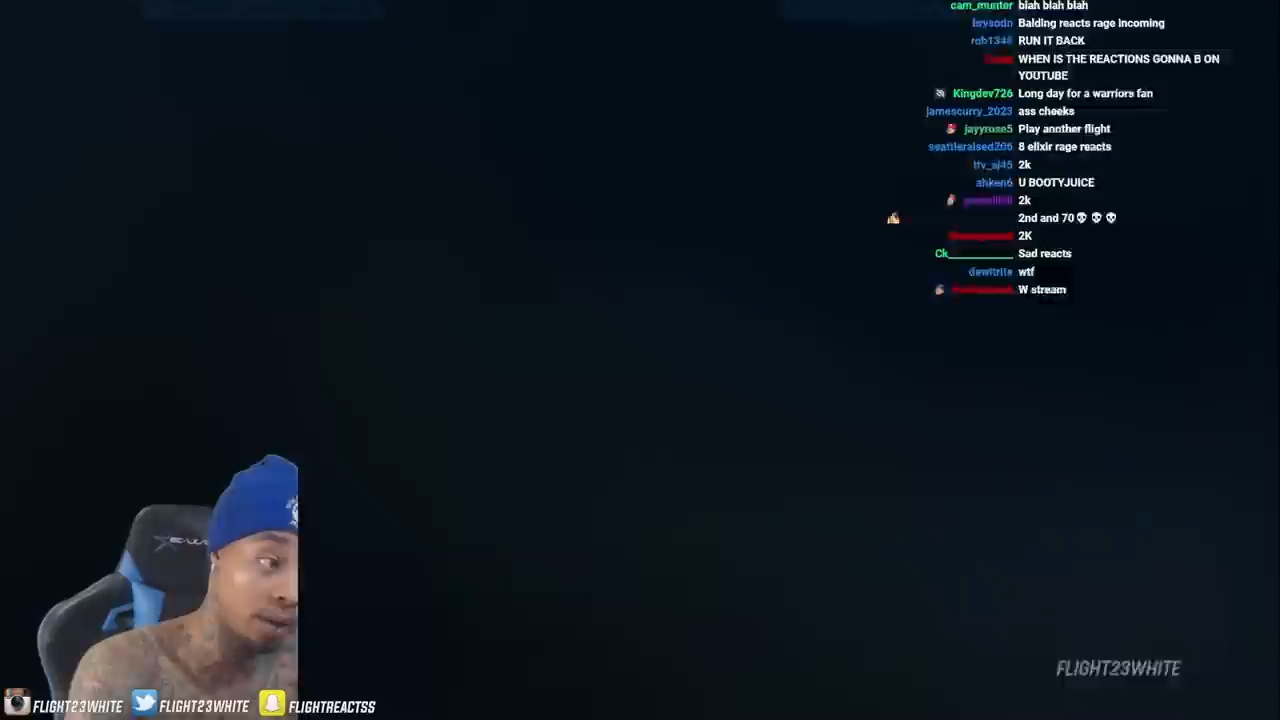 cam_munter blah blah blah
Balding reacts rage incoming
rob1348 RUN IT BACK
WHEN IS THE REACTIONS GONNA B ON
YOUTUBE
Kingdev726 Long day for a warriors fan
jamescurry_2023 ass cheeks
jayyrose5 Play another flight
seattleraised206 8 elixir rage reacts
2k
ahken6 U BOOTYJUICE
2k
2nd and 70💀 💀 💀
2K
Ck__________ Sad reacts
dewitrite wtf
W stream
FLIGHT23WHITE
FLIGHT23WHITE FLIGHT23WHITE FLIGHTREACTSS